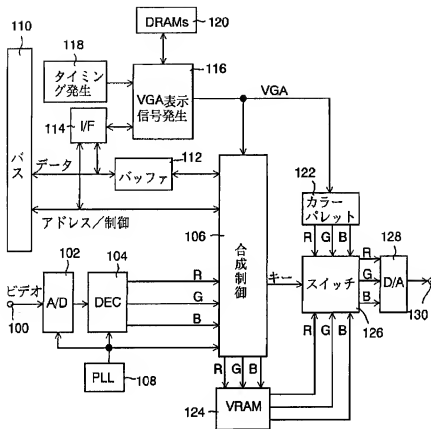 110
DRAMs
120
118
タイミン
グ発生
116
VGA表示
信号発生
VGA
114
I/F
バス
データ
バッファ
112
アドレス/制御
122
カラー
パレット
R
G
B
102
104
106
合成制御
キー
スイッチ
126
R
G
B
128
D/A
130
ビデオ
100
A/D
DEC
R
G
B
PLL
108
R
G
B
124
VRAM
R
G
B